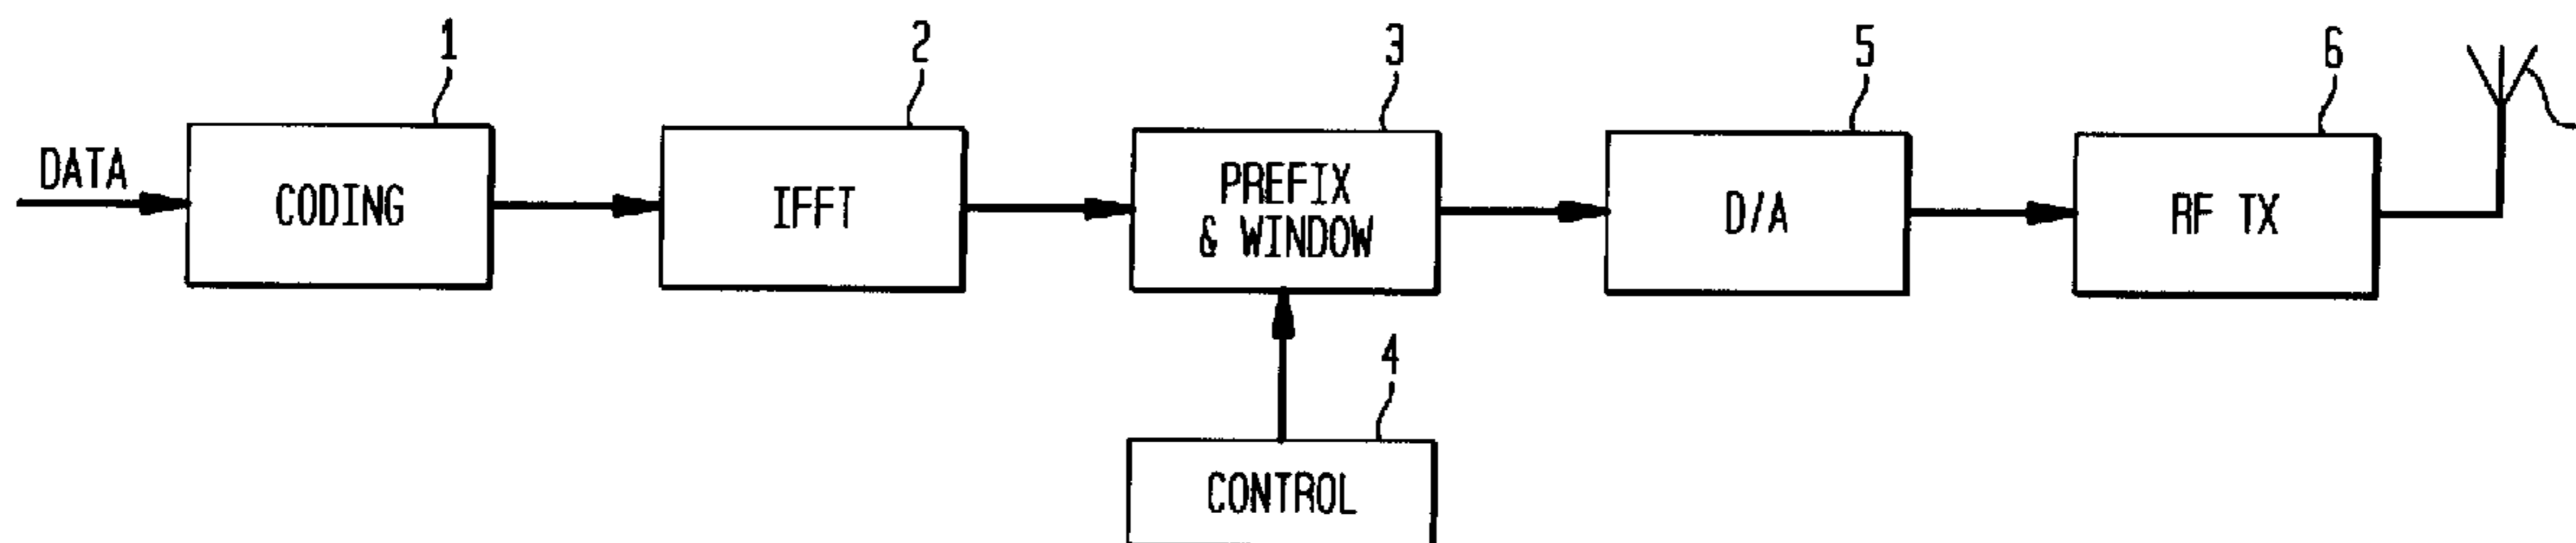 1
2
3
5
6
DATA
CODING
IFFT
PREFIX
& WINDOW
D/A
RF TX
4
CONTROL